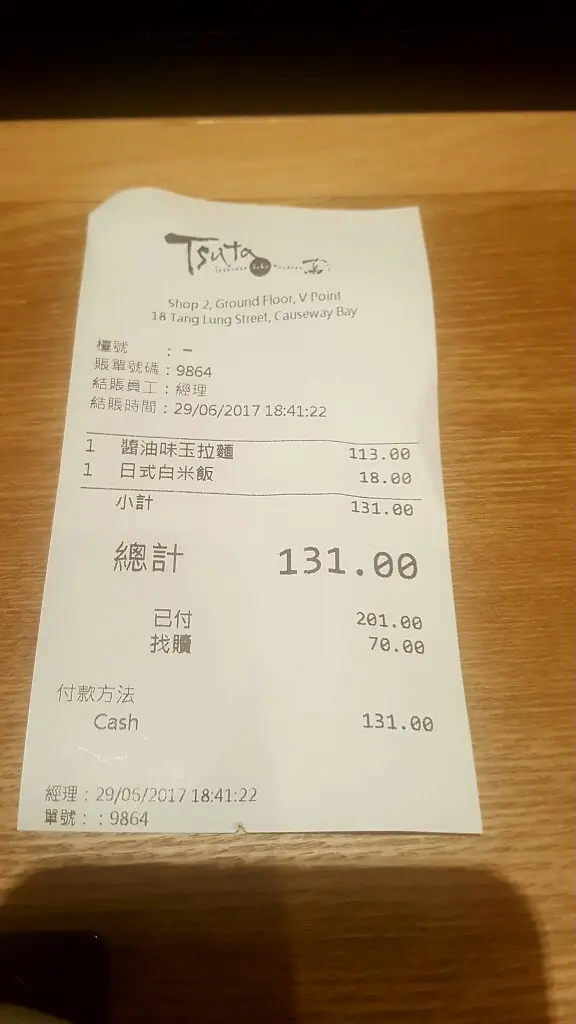 Tsuta
Shop 2, Ground Floor, V Point
18 Tang Lung Street, Causeway Bay
檯號 : –
賬單號碼 : 9864
結賬員工 : 經理
結賬時間 : 29/06/2017 18:41:22
1 醬油味玉拉麵 113.00
1 日式白米飯 18.00
小計 131.00
總計 131.00
已付 201.00
找贖 70.00
付款方法
Cash 131.00
經理 : 29/06/2017 18:41:22
單號 : : 9864